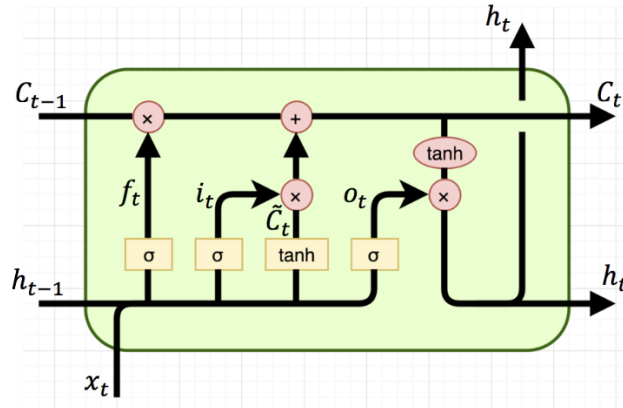 h_t
C_{t-1} × + C_t
tanh
f_t i_t × o_t ×
C̃_t
σ σ tanh σ
h_{t-1} h_t
x_t